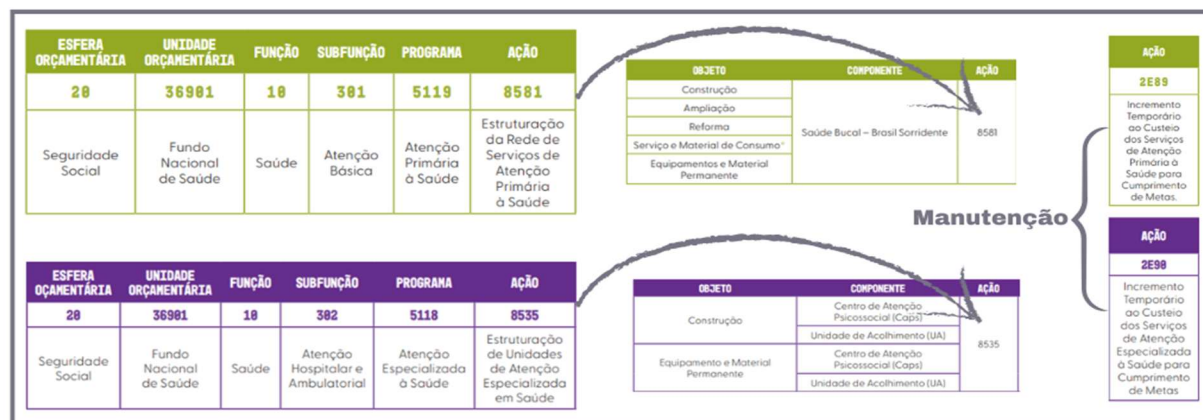 ESFERA ORÇAMENTÁRIA
UNIDADE ORÇAMENTÁRIA
FUNÇÃO
SUBFUNÇÃO
PROGRAMA
AÇÃO
20
36901
10
301
5119
8581
Seguridade Social
Fundo Nacional de Saúde
Saúde
Atenção Básica
Atenção Primária à Saúde
Estruturação da Rede de Serviços de Atenção Primária à Saúde
OBJETO
COMPONENTE
AÇÃO
Construção
Ampliação
Reforma
Serviço e Material de Consumo*
Equipamentos e Material Permanente
Saúde Bucal – Brasil Sorridente
8581
AÇÃO
2E89
Incremento
Temporário
ao Custeio
dos Serviços
de Atenção
Primária à
Saúde para
Cumprimento
de Metas.
Manutenção
ESFERA OÇAMENTÁRIA
UNIDADE ORÇAMENTÁRIA
FUNÇÃO
SUBFUNÇÃO
PROGRAMA
AÇÃO
20
36901
10
302
5118
8535
Seguridade Social
Fundo Nacional de Saúde
Saúde
Atenção Hospitalar e Ambulatorial
Atenção Especializada à Saúde
Estruturação de Unidades de Atenção Especializada em Saúde
OBJETO
COMPONENTE
AÇÃO
Construção
Centro de Atenção Psicossocial (Caps)
Unidade de Acolhimento (UA)
Equipamento e Material Permanente
Centro de Atenção Psicossocial (Caps)
Unidade de Acolhimento (UA)
8535
AÇÃO
2E90
Incremento
Temporário
ao Custeio
dos Serviços
de Atenção
Especializada
à Saúde para
Cumprimento
de Metas